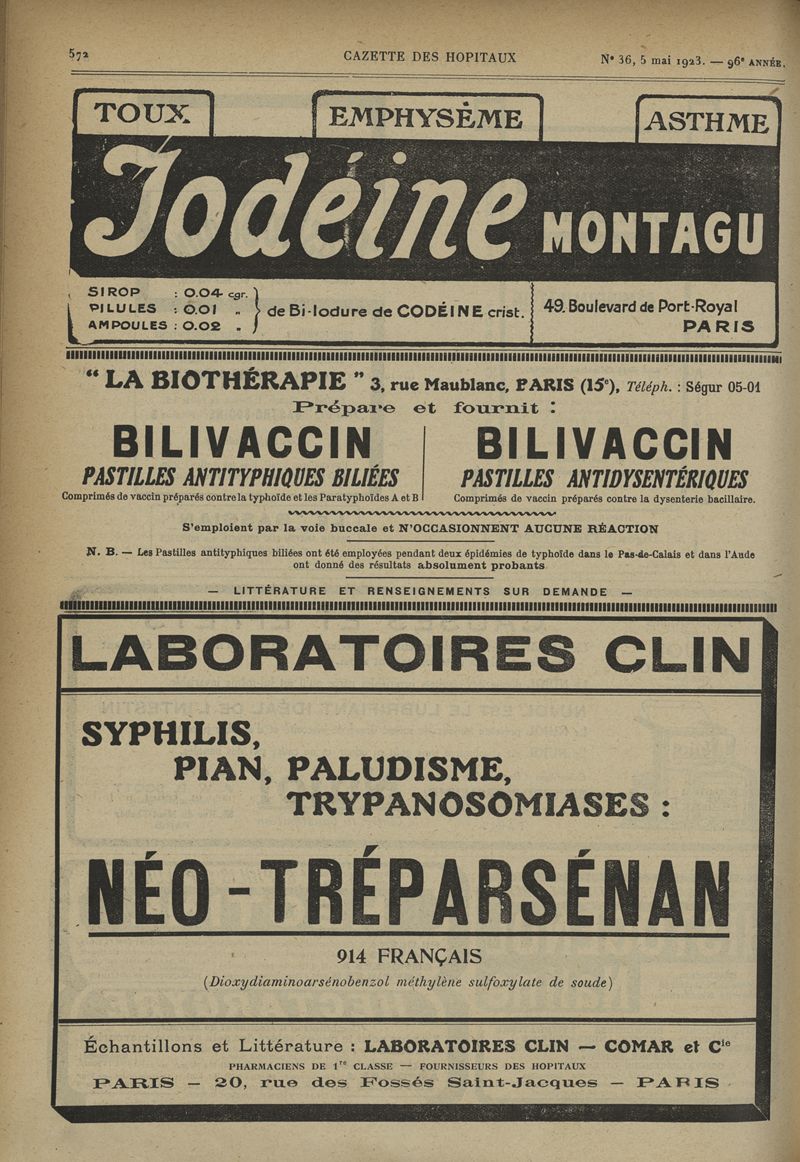 572
GAZETTE DES HOPITAUX
N° 36, 5 mai 1923. — 96e ANNÉE.
TOUX
EMPHYSÈME
ASTHME
Iodéine MONTAGU
SIROP : 0.04 cgr.
PILULES : 0.01 „
AMPOULES : 0.02 „
de Bi-Iodure de CODÉINE crist.
49, Boulevard de Port-Royal
PARIS
“ LA BIOTHÉRAPIE ” 3, rue Maublanc, PARIS (15e), Téléph. : Ségur 05-01
Prépare et fournit :
BILIVACCIN
PASTILLES ANTITYPHIQUES BILIÉES
Comprimés de vaccin préparés contre la typhoïde et les Paratyphoïdes A et B
BILIVACCIN
PASTILLES ANTIDYSENTÉRIQUES
Comprimés de vaccin préparés contre la dysenterie bacillaire.
S'emploient par la voie buccale et N'OCCASIONNENT AUCUNE RÉACTION
N. B. — Les Pastilles antityphiques biliées ont été employées pendant deux épidémies de typhoïde dans le Pas-de-Calais et dans l'Aude
ont donné des résultats absolument probants
— LITTÉRATURE ET RENSEIGNEMENTS SUR DEMANDE —
LABORATOIRES CLIN
SYPHILIS,
PIAN, PALUDISME,
TRYPANOSOMIASES :
NÉO-TRÉPARSÉNAN
914 FRANÇAIS
(Dioxydiaminoarsénobenzol méthylène sulfoxylate de soude)
Échantillons et Littérature : LABORATOIRES CLIN — COMAR et Cie
PHARMACIENS DE 1re CLASSE — FOURNISSEURS DES HOPITAUX
PARIS — 20, rue des Fossés Saint-Jacques — PARIS